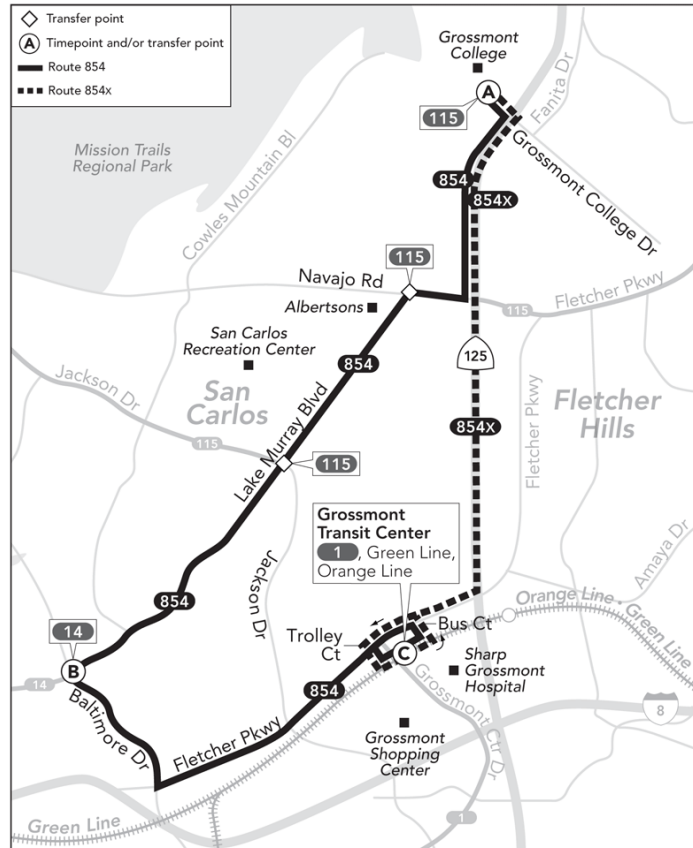 Transfer point
A Timepoint and/or transfer point
Route 854
Route 854x
Grossmont
College
A
115
Fanita Dr
Grossmont College Dr
Mission Trails
Regional Park
Cowles Mountain Bl
854
854X
115
Navajo Rd
Albertsons
Fletcher Pkwy
115
San Carlos
Recreation Center
854
125
Jackson Dr
San
Carlos
Fletcher Pkwy
Fletcher
Hills
854X
115
Lake Murray Blvd
115
Grossmont
Transit Center
1, Green Line,
Orange Line
Jackson Dr
Amaya Dr
854
Orange Line • Green Line
14
Trolley
Ct
Bus Ct
B
14
C
Sharp
Grossmont
Hospital
Baltimore Dr
854
Grossmont Ctr Dr
8
Fletcher Pkwy
Grossmont
Shopping
Center
Green Line
1